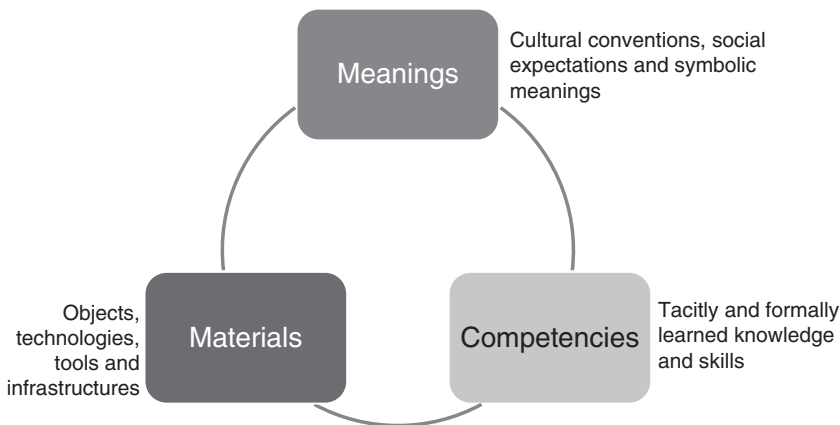 Meanings
Cultural conventions, social
expectations and symbolic
meanings
Objects,
technologies,
tools and
infrastructures
Materials
Competencies
Tacitly and formally
learned knowledge
and skills